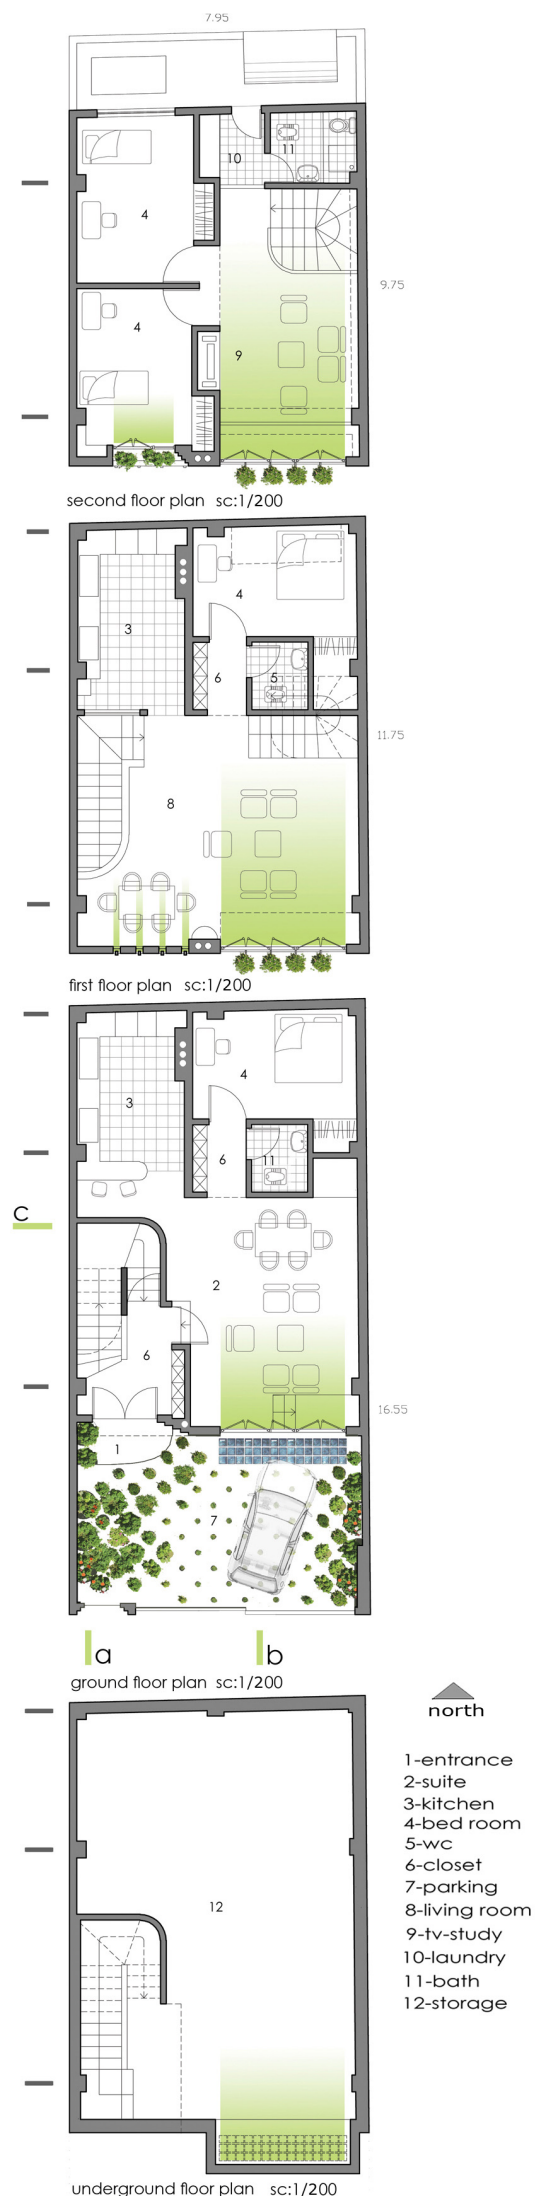 7.95
10
11
4
9.75
4
9
second floor plan sc:1/200
4
3
6
5
11.75
8
first floor plan sc:1/200
4
3
6
11
C
2
6
16.55
1
7
a
b
ground floor plan sc:1/200
north
1-entrance
2-suite
3-kitchen
4-bed room
5-wc
6-closet
7-parking
8-living room
9-tv-study
10-laundry
11-bath
12-storage
12
underground floor plan sc:1/200